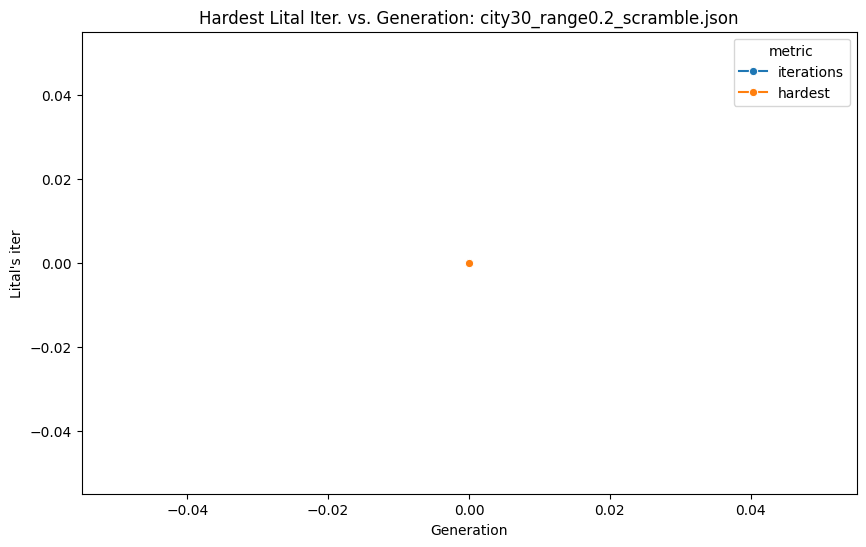 Hardest Lital Iter. vs. Generation: city30_range0.2_scramble.json
metric
iterations
hardest
0.04
0.02
0.00
−0.02
−0.04
Lital's iter
−0.04
−0.02
0.00
0.02
0.04
Generation